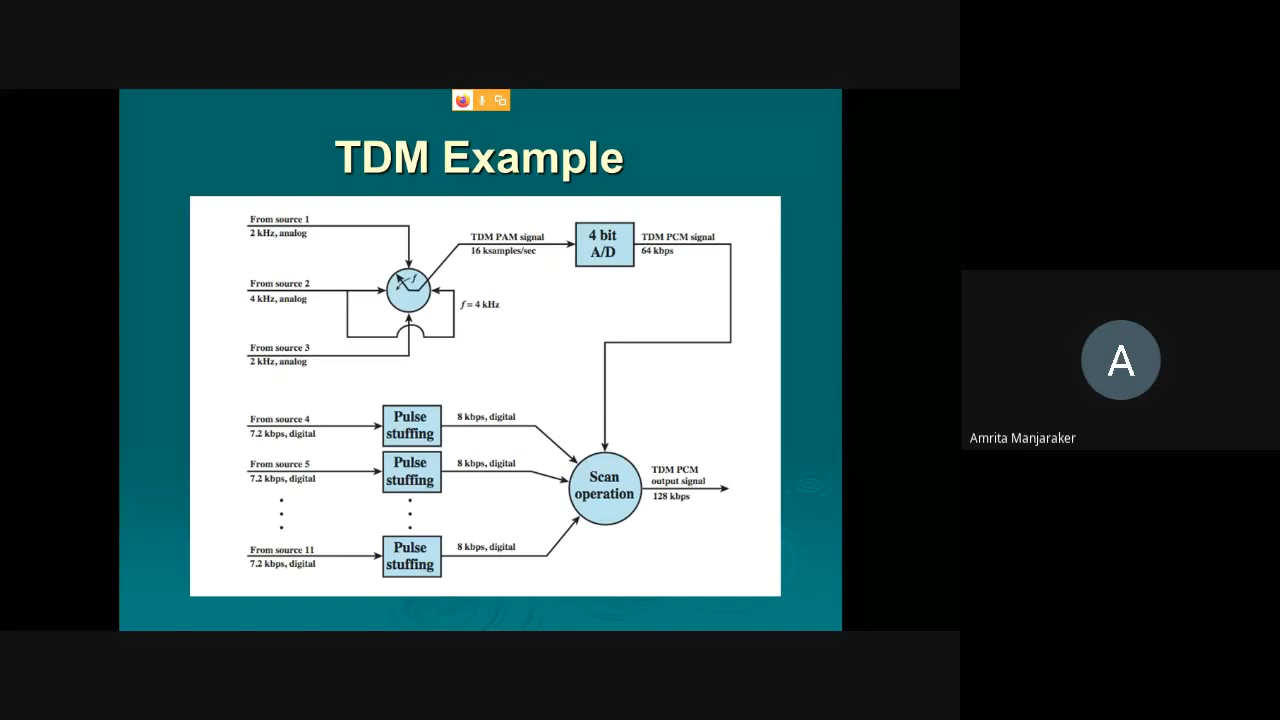 TDM Example
From source 1
2 kHz, analog
TDM PAM signal
16 ksamples/sec
4 bit
A/D
TDM PCM signal
64 kbps
f
From source 2
4 kHz, analog
f = 4 kHz
From source 3
2 kHz, analog
From source 4
7.2 kbps, digital
Pulse
stuffing
8 kbps, digital
From source 5
7.2 kbps, digital
Pulse
stuffing
8 kbps, digital
Scan
operation
TDM PCM
output signal
128 kbps
From source 11
7.2 kbps, digital
Pulse
stuffing
8 kbps, digital
A
Amrita Manjaraker